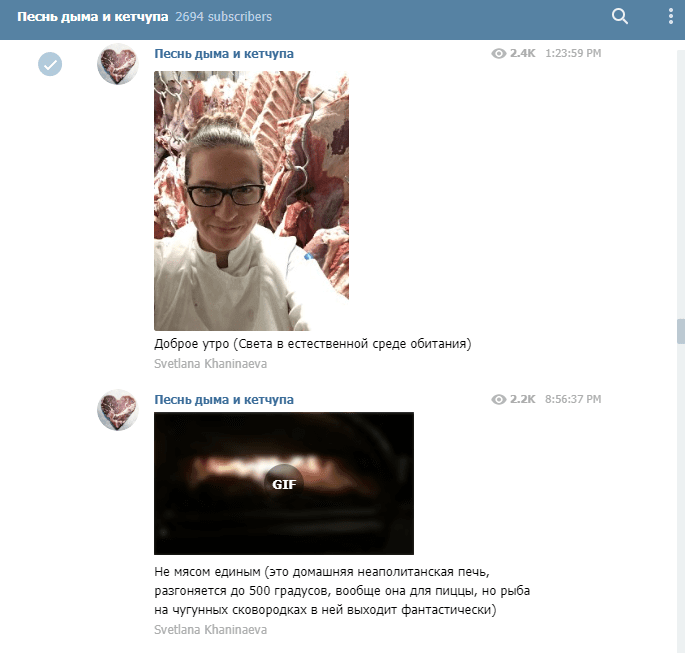 Песнь дыма и кетчупа 2694 subscribers
Песнь дыма и кетчупа 2.4K 1:23:59 PM
Доброе утро (Света в естественной среде обитания)
Svetlana Khaninaeva
Песнь дыма и кетчупа 2.2K 8:56:37 PM
GIF
Не мясом единым (это домашняя неаполитанская печь,
разгоняется до 500 градусов, вообще она для пиццы, но рыба
на чугунных сковородках в ней выходит фантастически)
Svetlana Khaninaeva